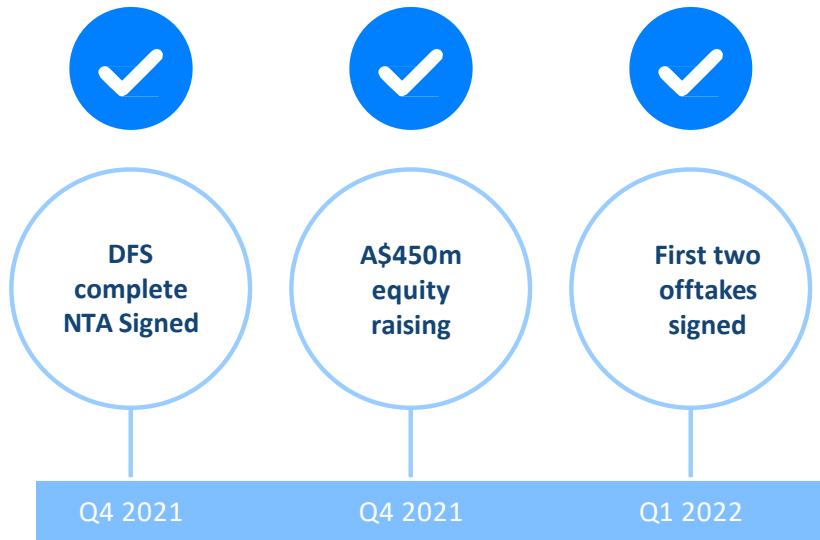 DFS
complete
NTA Signed
A$450m
equity
raising
First two
offtakes
signed
Q4 2021
Q4 2021
Q1 2022